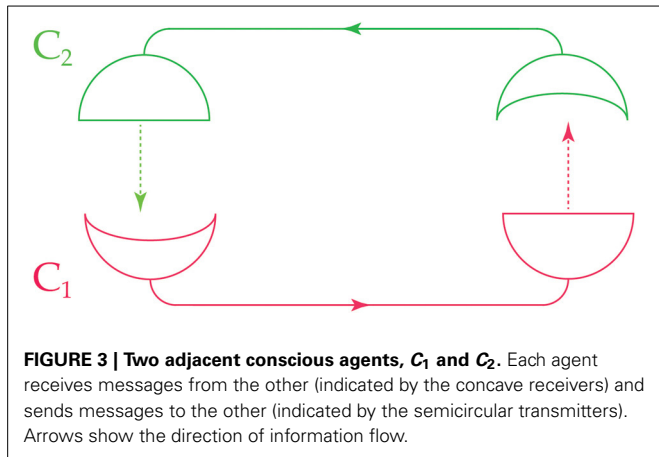 C₂
C₁
FIGURE 3 | Two adjacent conscious agents, C₁ and C₂. Each agent
receives messages from the other (indicated by the concave receivers) and
sends messages to the other (indicated by the semicircular transmitters).
Arrows show the direction of information flow.